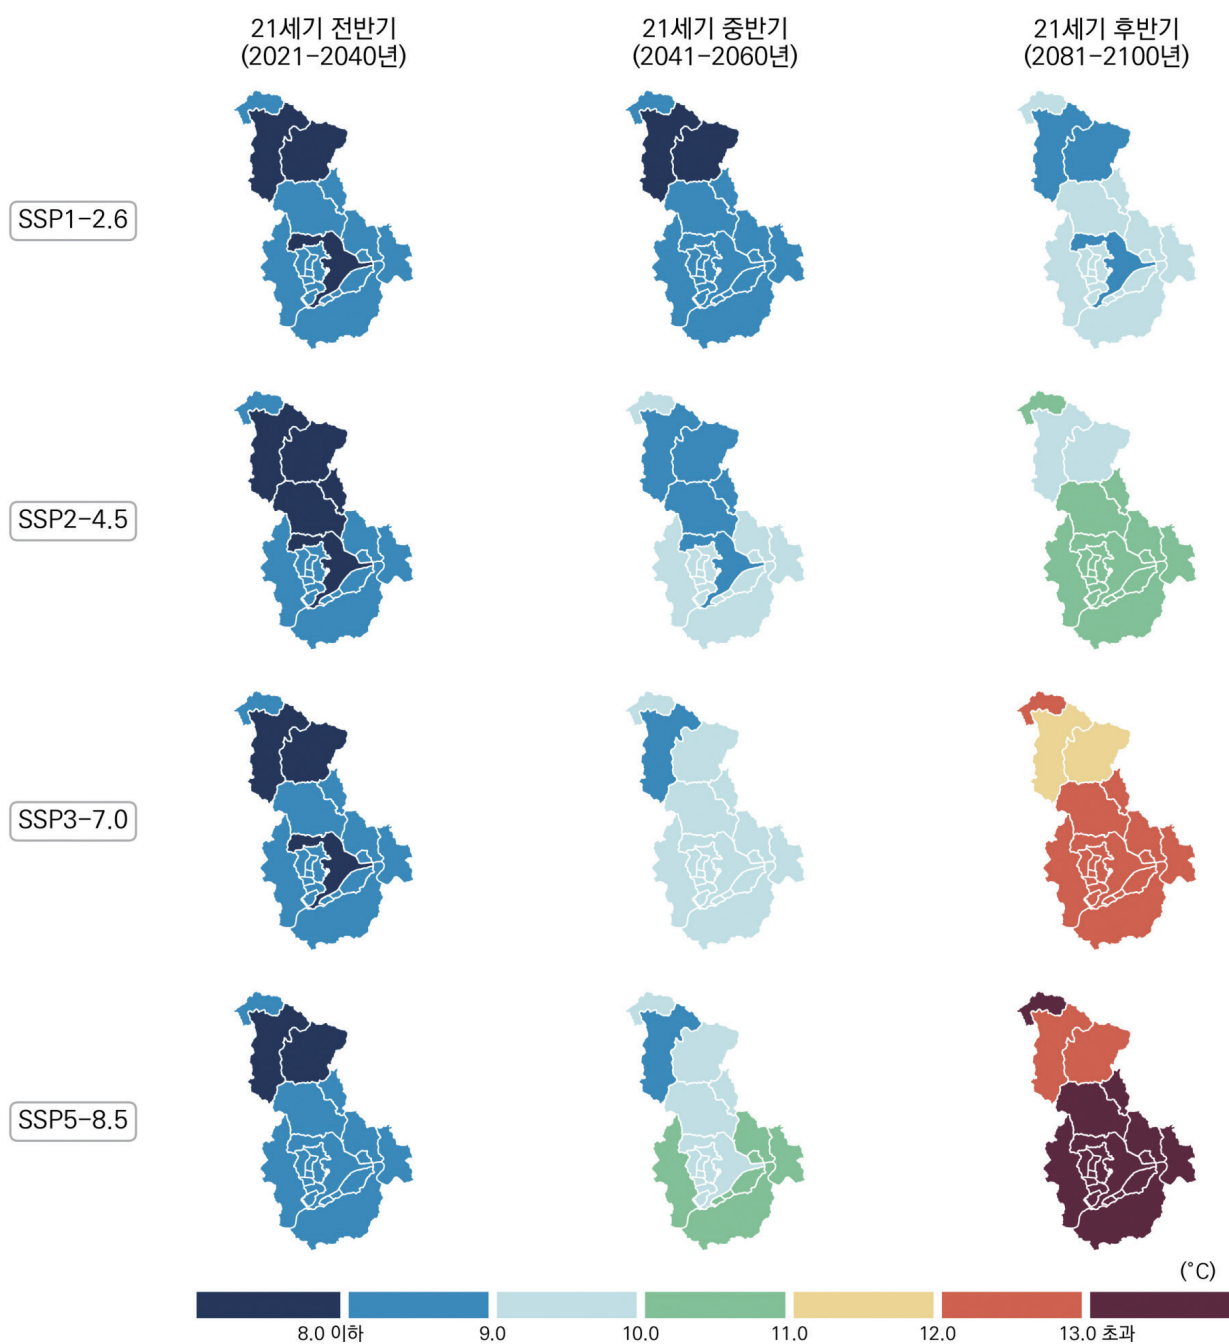 21세기 전반기
(2021-2040년)
21세기 중반기
(2041-2060년)
21세기 후반기
(2081-2100년)
SSP1-2.6
SSP2-4.5
SSP3-7.0
SSP5-8.5
(°C)
8.0 이하 9.0 10.0 11.0 12.0 13.0 초과